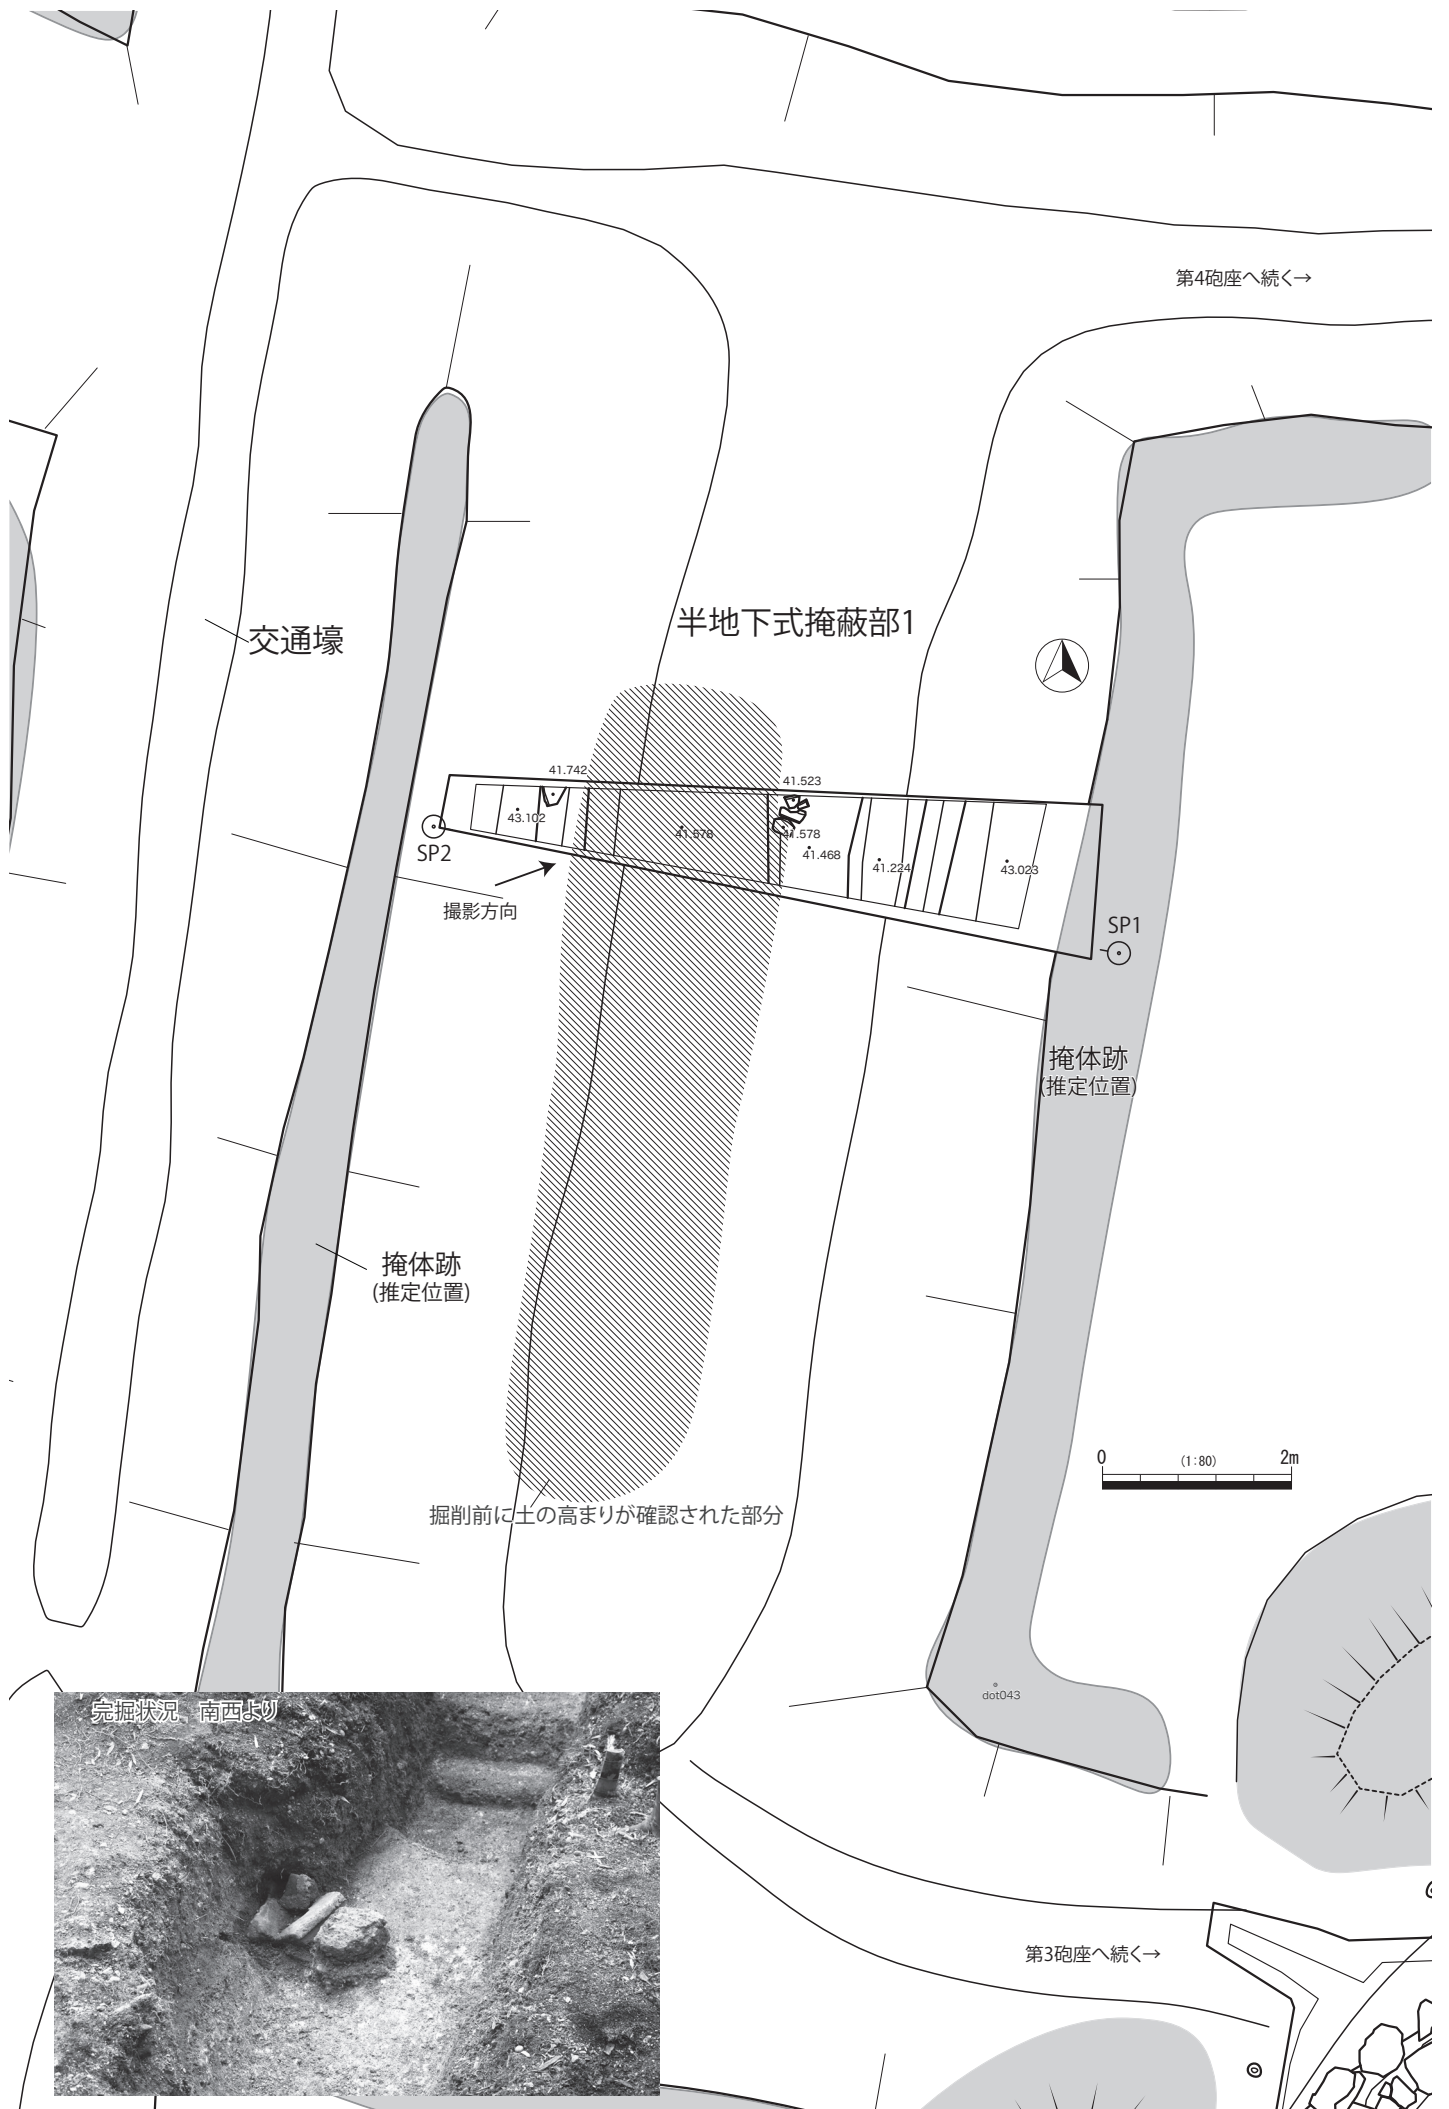 第4砲座へ続く→
半地下式掩蔽部1
交通壕
41.742
41.523
43.102
41.578
41.578
41.468
41.224
43.023
SP2
SP1
撮影方向
掩体跡
(推定位置)
掩体跡
(推定位置)
0
(1:80)
2m
掘削前に土の高まりが確認された部分
dot043
完掘状況　南西より
第3砲座へ続く→